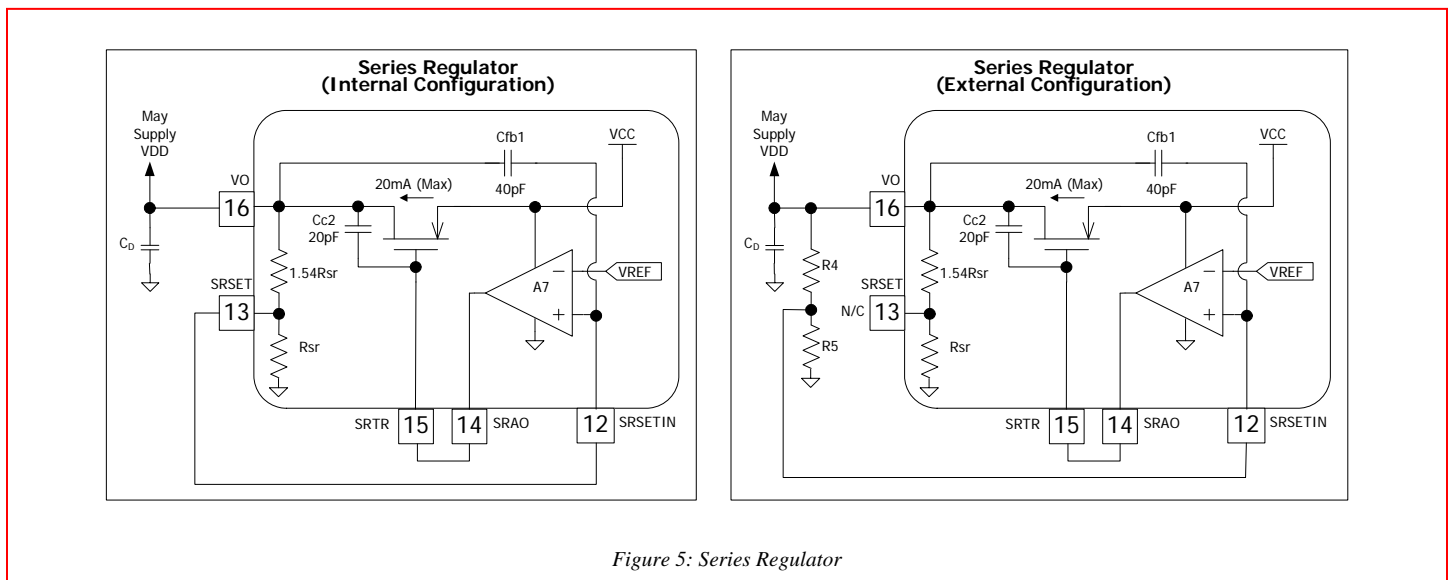 Series Regulator
(Internal Configuration)
May
Supply
VDD
Cfb1
VCC
VO
20mA (Max)
40pF
16
Cc2
20pF
CD
1.54Rsr
VREF
SRSET
A7
13
Rsr
SRTR
15
14
SRAO
12
SRSETIN
Series Regulator
(External Configuration)
May
Supply
VDD
Cfb1
VCC
VO
20mA (Max)
40pF
16
Cc2
20pF
CD
R4
1.54Rsr
VREF
SRSET
A7
N/C
13
R5
Rsr
SRTR
15
14
SRAO
12
SRSETIN
Figure 5: Series Regulator